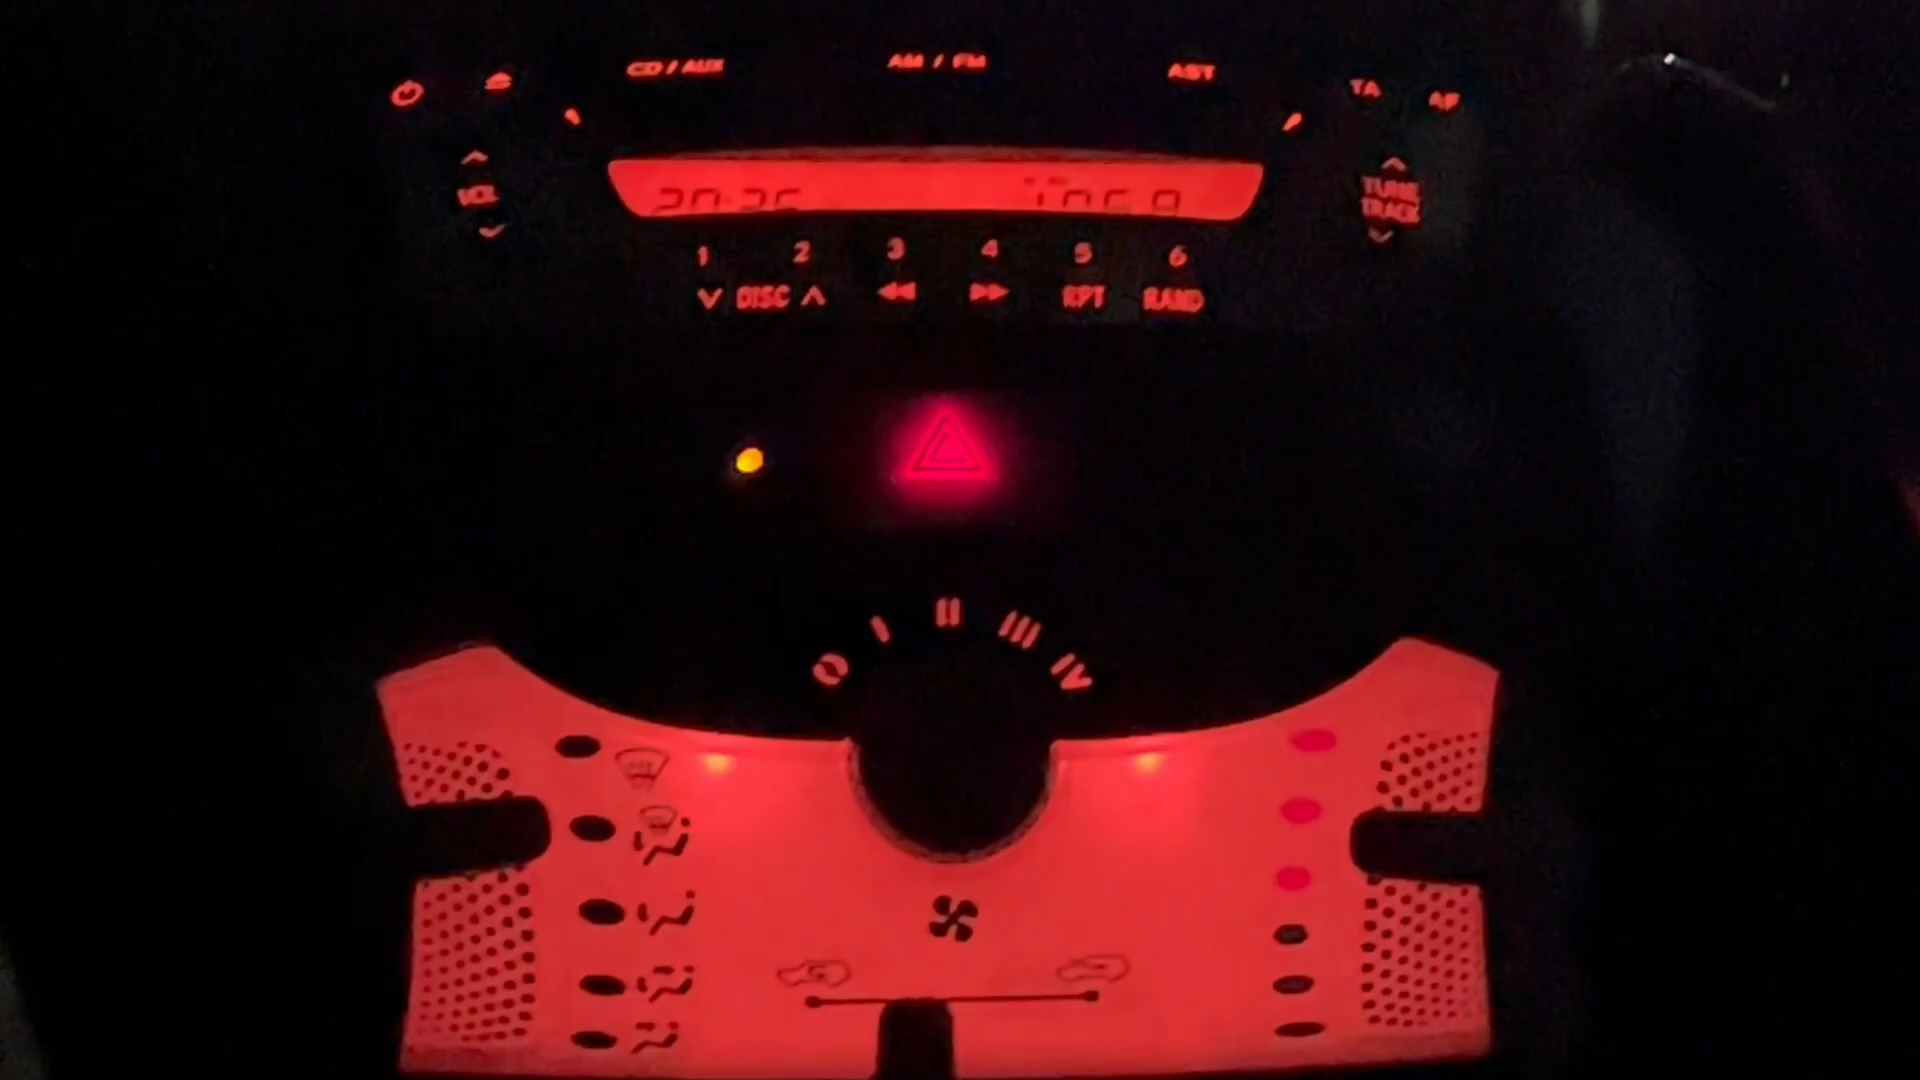 CD / AUX AM / FM AST TA AF
VOL
TUNE
TRACK
1 2 3 4 5 6
DISC RPT RAND
I II III IV